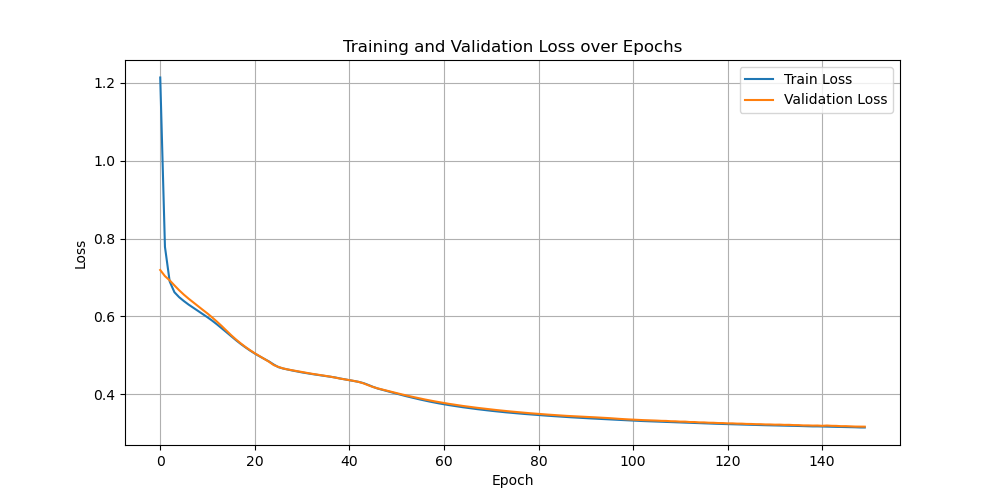 Training and Validation Loss over Epochs
Train Loss
Validation Loss
1.2
1.0
0.8
0.6
0.4
Loss
0 20 40 60 80 100 120 140
Epoch